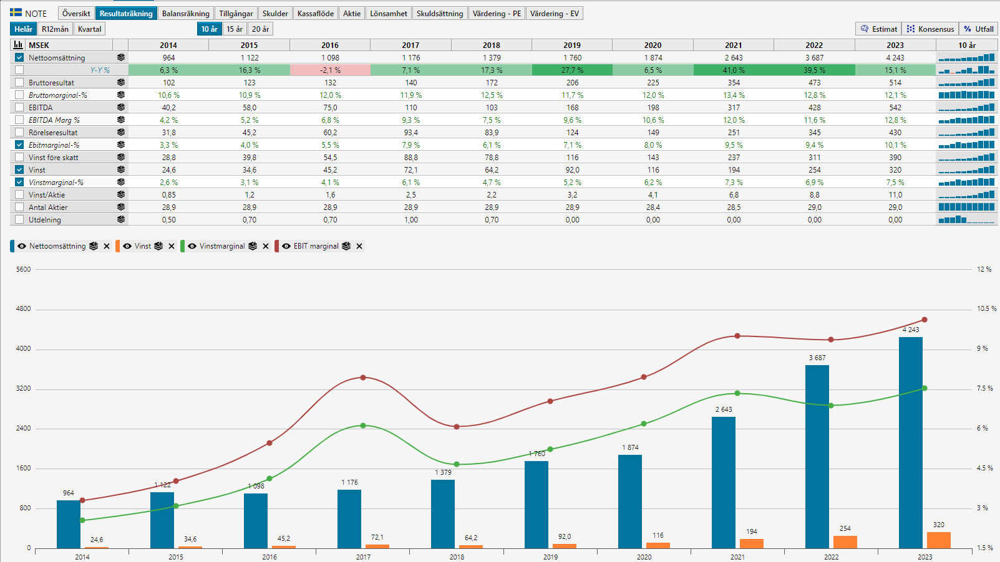 NOTE Översikt Resultaträkning Balansräkning Tillgångar Skulder Kassaflöde Aktie Lönsamhet Skuldsättning Värdering - PE Värdering - EV
Helår R12mån Kvartal 10 år 15 år 20 år Estimat Konsensus % Utfall
MSEK 2014 2015 2016 2017 2018 2019 2020 2021 2022 2023 10 år
Nettoomsättning 964 1 122 1 098 1 176 1 379 1 760 1 874 2 643 3 687 4 243
Y-Y % 6,3 % 16,3 % -2,1 % 7,1 % 17,3 % 27,7 % 6,5 % 41,0 % 39,5 % 15,1 %
Bruttoresultat 102 123 132 140 172 206 225 354 473 514
Bruttomarginal-% 10,6 % 10,9 % 12,0 % 11,9 % 12,5 % 11,7 % 12,0 % 13,4 % 12,8 % 12,1 %
EBITDA 40,2 58,0 75,0 110 103 168 198 317 428 542
EBITDA Marg % 4,2 % 5,2 % 6,8 % 9,3 % 7,5 % 9,6 % 10,6 % 12,0 % 11,6 % 12,8 %
Rörelseresultat 31,8 45,2 60,2 93,4 83,9 124 149 251 345 430
Ebitmarginal-% 3,3 % 4,0 % 5,5 % 7,9 % 6,1 % 7,1 % 8,0 % 9,5 % 9,4 % 10,1 %
Vinst före skatt 28,8 39,8 54,5 88,8 78,8 116 143 237 311 390
Vinst 24,6 34,6 45,2 72,1 64,2 92,0 116 194 254 320
Vinstmarginal-% 2,6 % 3,1 % 4,1 % 6,1 % 4,7 % 5,2 % 6,2 % 7,3 % 6,9 % 7,5 %
Vinst/Aktie 0,85 1,2 1,6 2,5 2,2 3,2 4,1 6,8 8,8 11,0
Antal Aktier 28,9 28,9 28,9 28,9 28,9 28,9 28,4 28,5 29,0 29,0
Utdelning 0,50 0,70 0,70 1,00 0,70 0,00 0,00 0,00 0,00 0,00
Nettoomsättning Vinst Vinstmarginal EBIT marginal
5600 12 %
4800 10.5 %
4 243
4000 9 %
3 687
3200 7.5 %
2 643
2400 6 %
1 874
1 760
1600 4.5 %
1 379
1 176
1 122 1 098
964
800 3 %
320
254
194
24,6 34,6 45,2 72,1 64,2 92,0 116
0 1.5 %
2014 2015 2016 2017 2018 2019 2020 2021 2022 2023